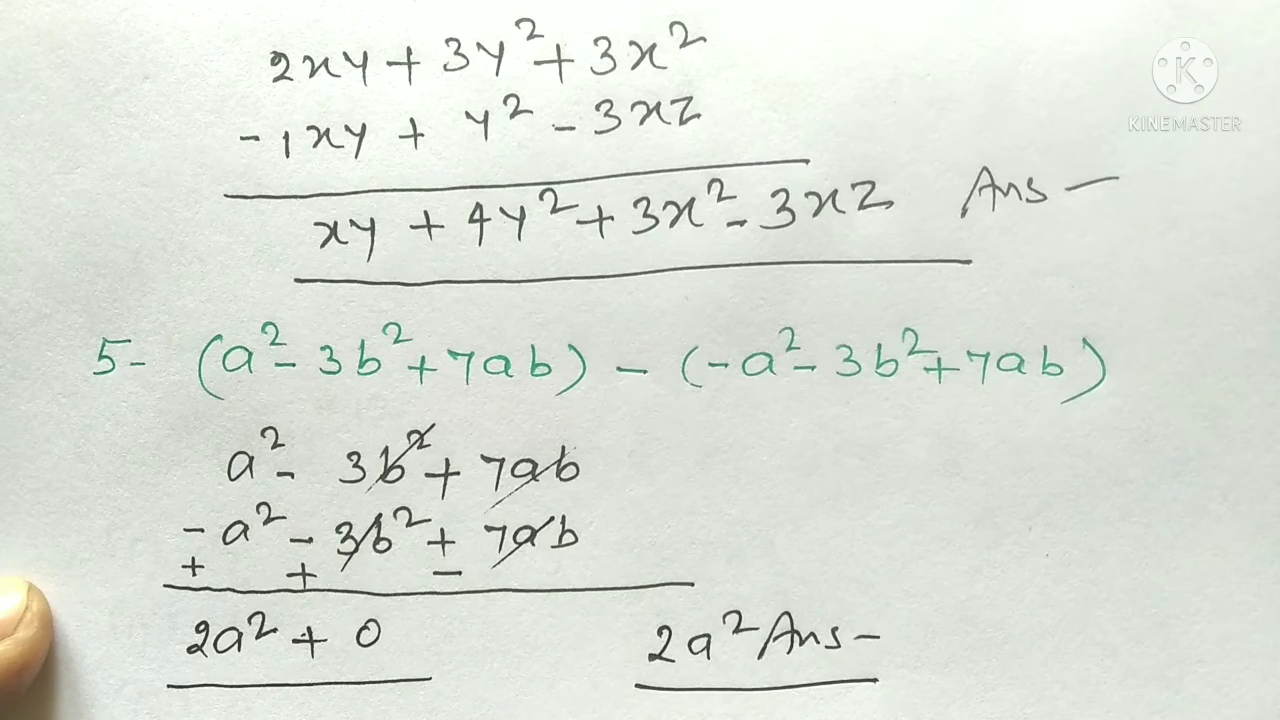 2xy + 3y² + 3x²
- 1xy + y² - 3xz
xy + 4y² + 3x² - 3xz Ans -
5- (a² - 3b² + 7ab) - (-a² - 3b² + 7ab)
a² - 3b² + 7ab
- a² - 3b² + 7ab
+ + -
2a² + 0 2a² Ans -
K
KINEMASTER